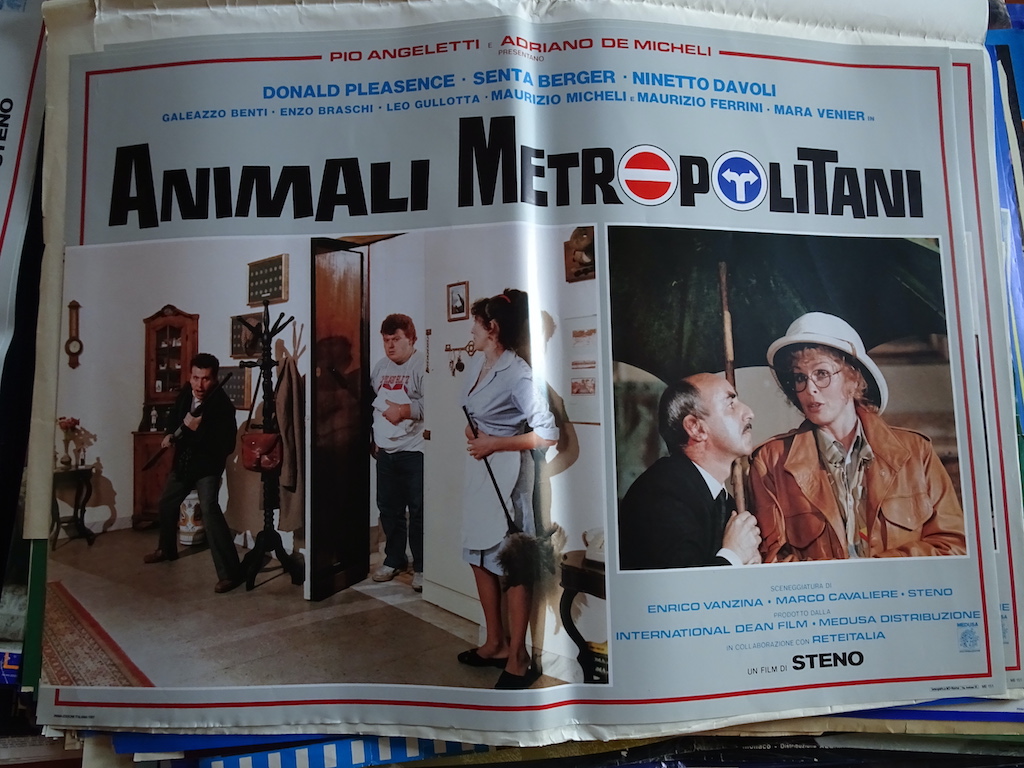 STENO
PIO ANGELETTI E ADRIANO DE MICHELI
PRESENTANO
DONALD PLEASENCE · SENTA BERGER · NINETTO DAVOLI
GALEAZZO BENTI · ENZO BRASCHI · LEO GULLOTTA · MAURIZIO MICHELI E MAURIZIO FERRINI · MARA VENIER IN
ANIMALI METROPOLITANI
SCENEGGIATURA DI
ENRICO VANZINA · MARCO CAVALIERE · STENO
PRODOTTO DALLA
INTERNATIONAL DEAN FILM · MEDUSA DISTRIBUZIONE
IN COLLABORAZIONE CON RETEITALIA
MEDUSA
UN FILM DI STENO